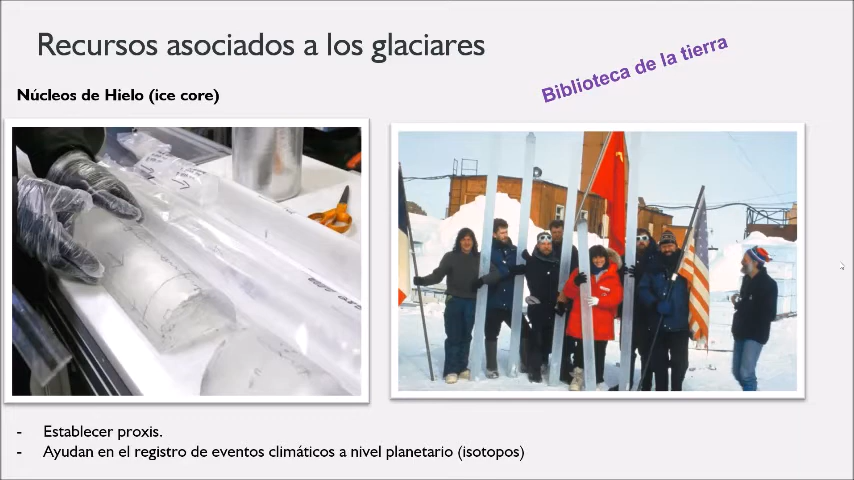 Recursos asociados a los glaciares
Biblioteca de la tierra
Núcleos de Hielo (ice core)
- Establecer proxis.
- Ayudan en el registro de eventos climáticos a nivel planetario (isotopos)